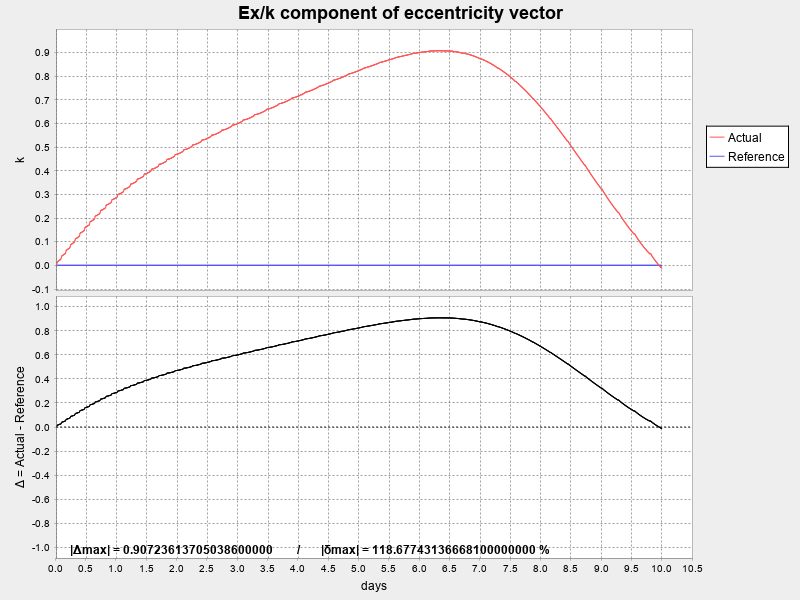 Ex/k component of eccentricity vector
0.9
0.8
0.7
0.6
0.5
0.4
0.3
0.2
0.1
0.0
-0.1
k
Actual
Reference
1.0
0.8
0.6
0.4
0.2
0.0
-0.2
-0.4
-0.6
-0.8
-1.0
Δ = Actual - Reference
|Δmax| = 0.90723613705038600000 / |δmax| = 118.67743136668100000000 %
0.0 0.5 1.0 1.5 2.0 2.5 3.0 3.5 4.0 4.5 5.0 5.5 6.0 6.5 7.0 7.5 8.0 8.5 9.0 9.5 10.0 10.5
days